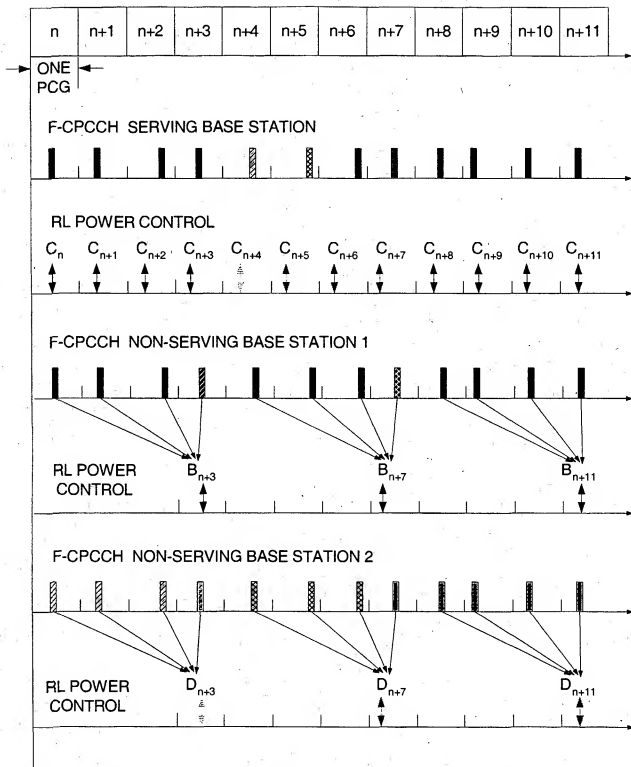 n n+1 n+2 n+3 n+4 n+5 n+6 n+7 n+8 n+9 n+10 n+11
ONE
PCG
F-CPCCH SERVING BASE STATION
RL POWER CONTROL
Cn Cn+1 Cn+2 Cn+3 Cn+4 Cn+5 Cn+6 Cn+7 Cn+8 Cn+9 Cn+10 Cn+11
F-CPCCH NON-SERVING BASE STATION 1
RL POWER
CONTROL
Bn+3 Bn+7 Bn+11
F-CPCCH NON-SERVING BASE STATION 2
RL POWER
CONTROL
Dn+3 Dn+7 Dn+11